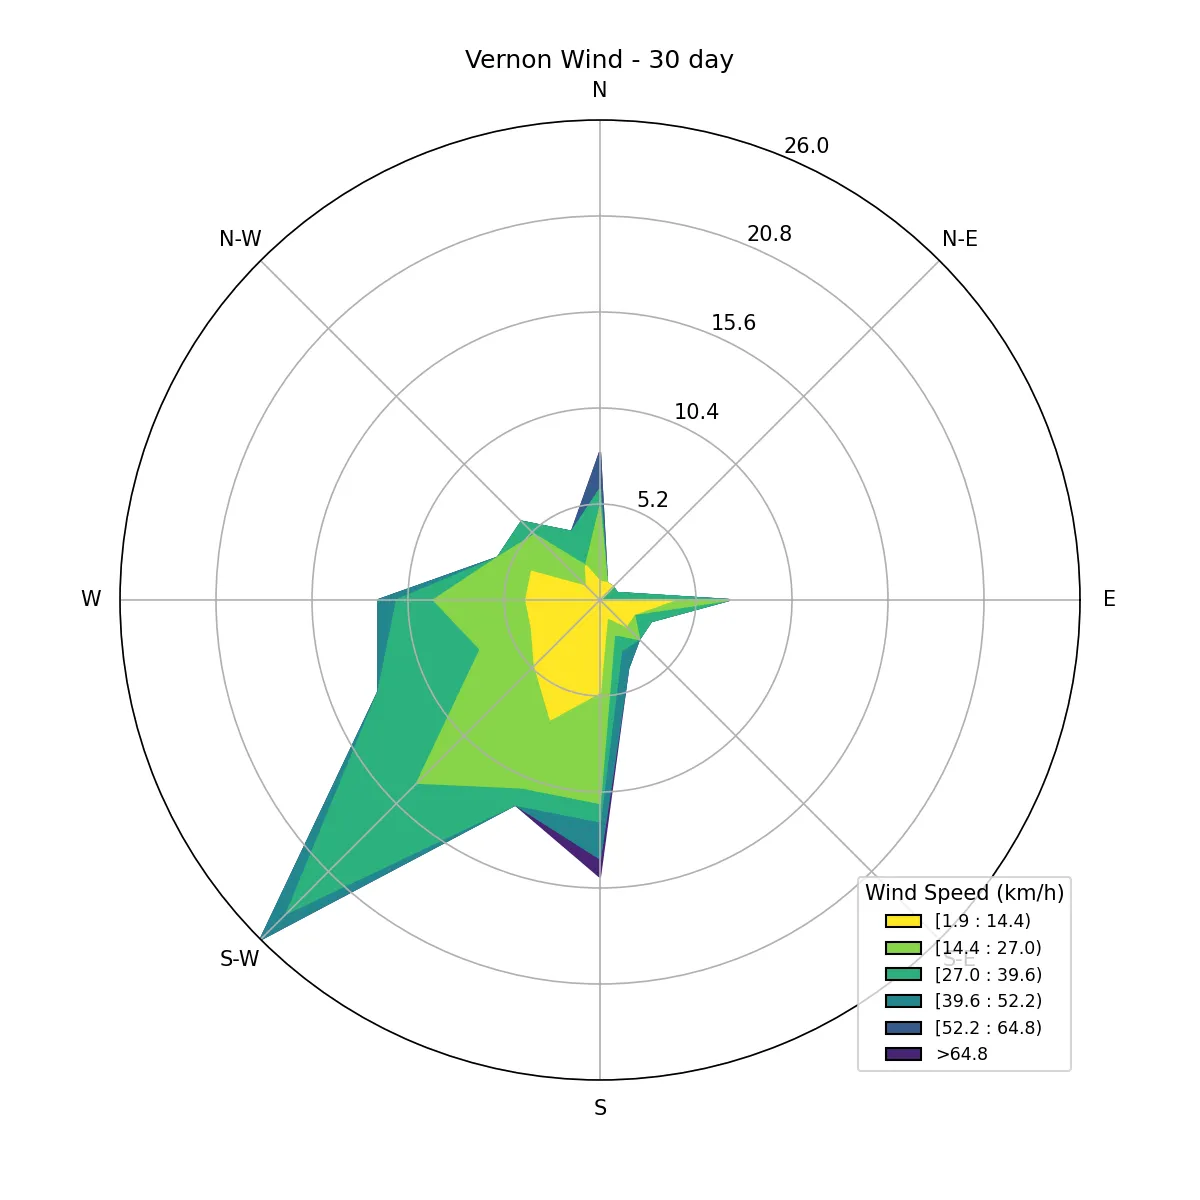 Vernon Wind - 30 day
N
26.0
N-W
20.8
N-E
15.6
10.4
5.2
W
E
S-W
S-E
Wind Speed (km/h)
[1.9 : 14.4)
[14.4 : 27.0)
[27.0 : 39.6)
[39.6 : 52.2)
[52.2 : 64.8)
>64.8
S